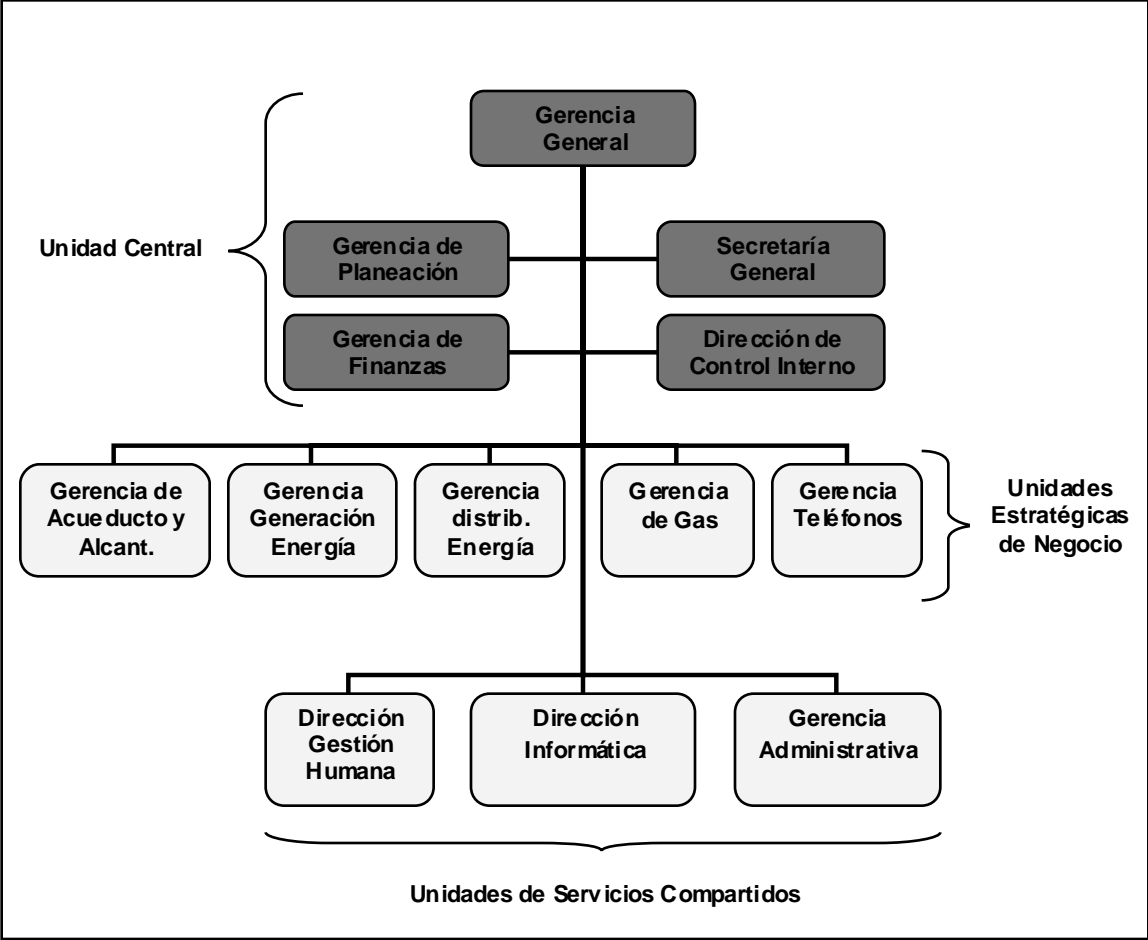 Gerencia
General
Unidad Central
Gerencia de
Planeación
Secretaría
General
Gerencia de
Finanzas
Dirección de
Control Interno
Gerencia de
Acueducto y
Alcant.
Gerencia
Generación
Energía
Gerencia
distrib.
Energía
Gerencia
de Gas
Gerencia
Teléfonos
Unidades
Estratégicas
de Negocio
Dirección
Gestión
Humana
Dirección
Informática
Gerencia
Administrativa
Unidades de Servicios Compartidos